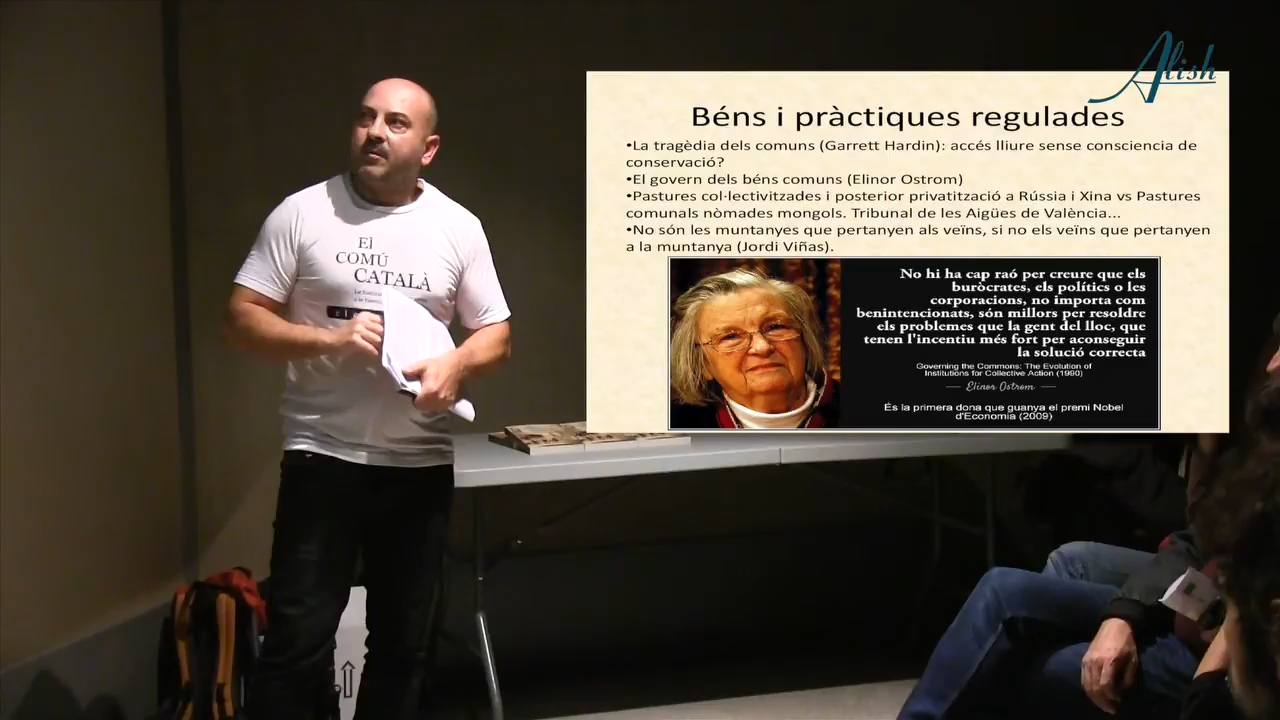 Alish
Béns i pràctiques regulades
•La tragèdia dels comuns (Garrett Hardin): accés lliure sense consciencia de
conservació?
•El govern dels béns comuns (Elinor Ostrom)
•Pastures col·lectivitzades i posterior privatització a Rússia i Xina vs Pastures
comunals nòmades mongols. Tribunal de les Aigües de València...
•No són les muntanyes que pertanyen als veïns, si no els veïns que pertanyen
a la muntanya (Jordi Viñas).
No hi ha cap raó per creure que els
buròcrates, els polítics o les
corporacions, no importa com
benintencionats, són millors per resoldre
els problemes que la gent del lloc, que
tenen l'incentiu més fort per aconseguir
la solució correcta
Governing the Commons: The Evolution of
Institutions for Collective Action (1990)
Elinor Ostrom
És la primera dona que guanya el premi Nobel
d'Economia (2009)
El
COMÚ
CATALÀ